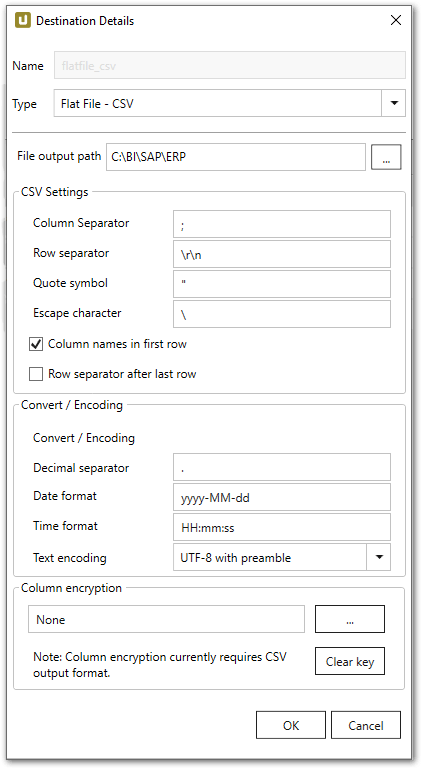 Destination Details
Name flatfile_csv
Type Flat File - CSV
File output path C:\BI\SAP\ERP ...
CSV Settings
Column Separator ;
Row separator \r\n
Quote symbol "
Escape character \
Column names in first row
Row separator after last row
Convert / Encoding
Convert / Encoding
Decimal separator .
Date format yyyy-MM-dd
Time format HH:mm:ss
Text encoding UTF-8 with preamble
Column encryption
None ...
Note: Column encryption currently requires CSV
output format.
Clear key
OK Cancel